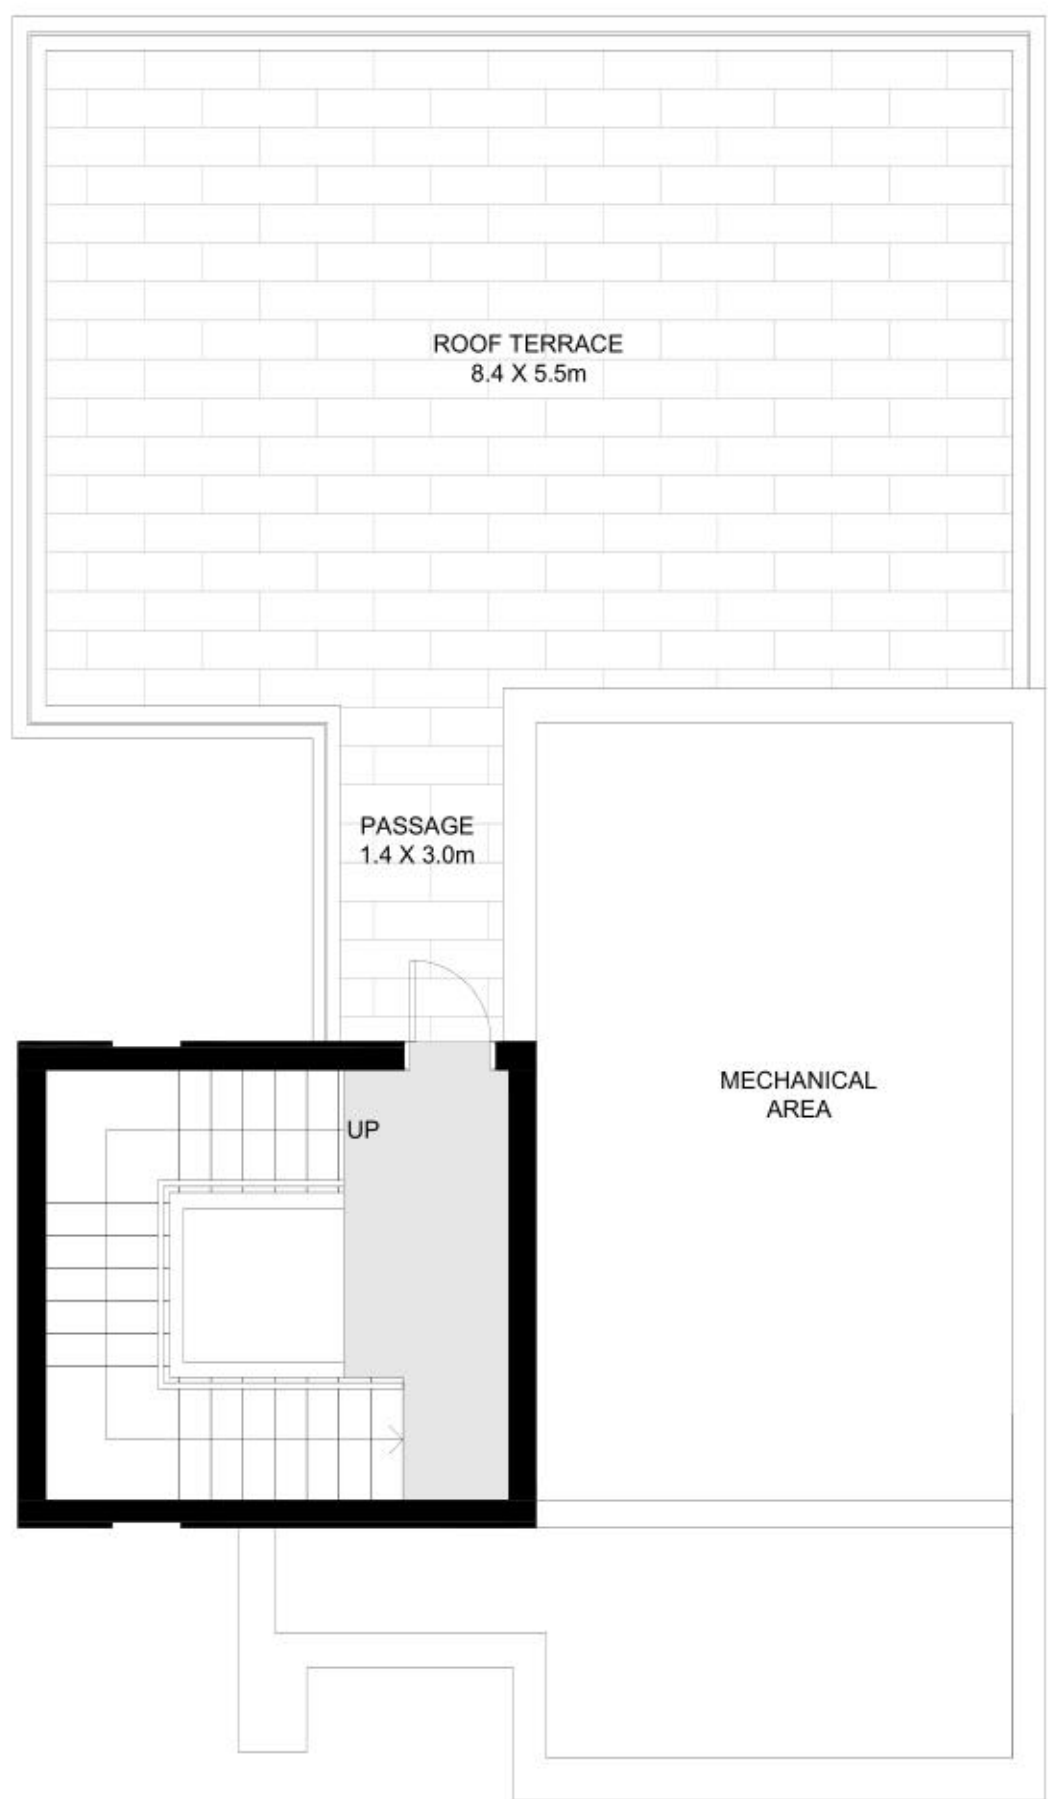 ROOF TERRACE
8.4 X 5.5m
PASSAGE
1.4 X 3.0m
MECHANICAL
AREA
UP